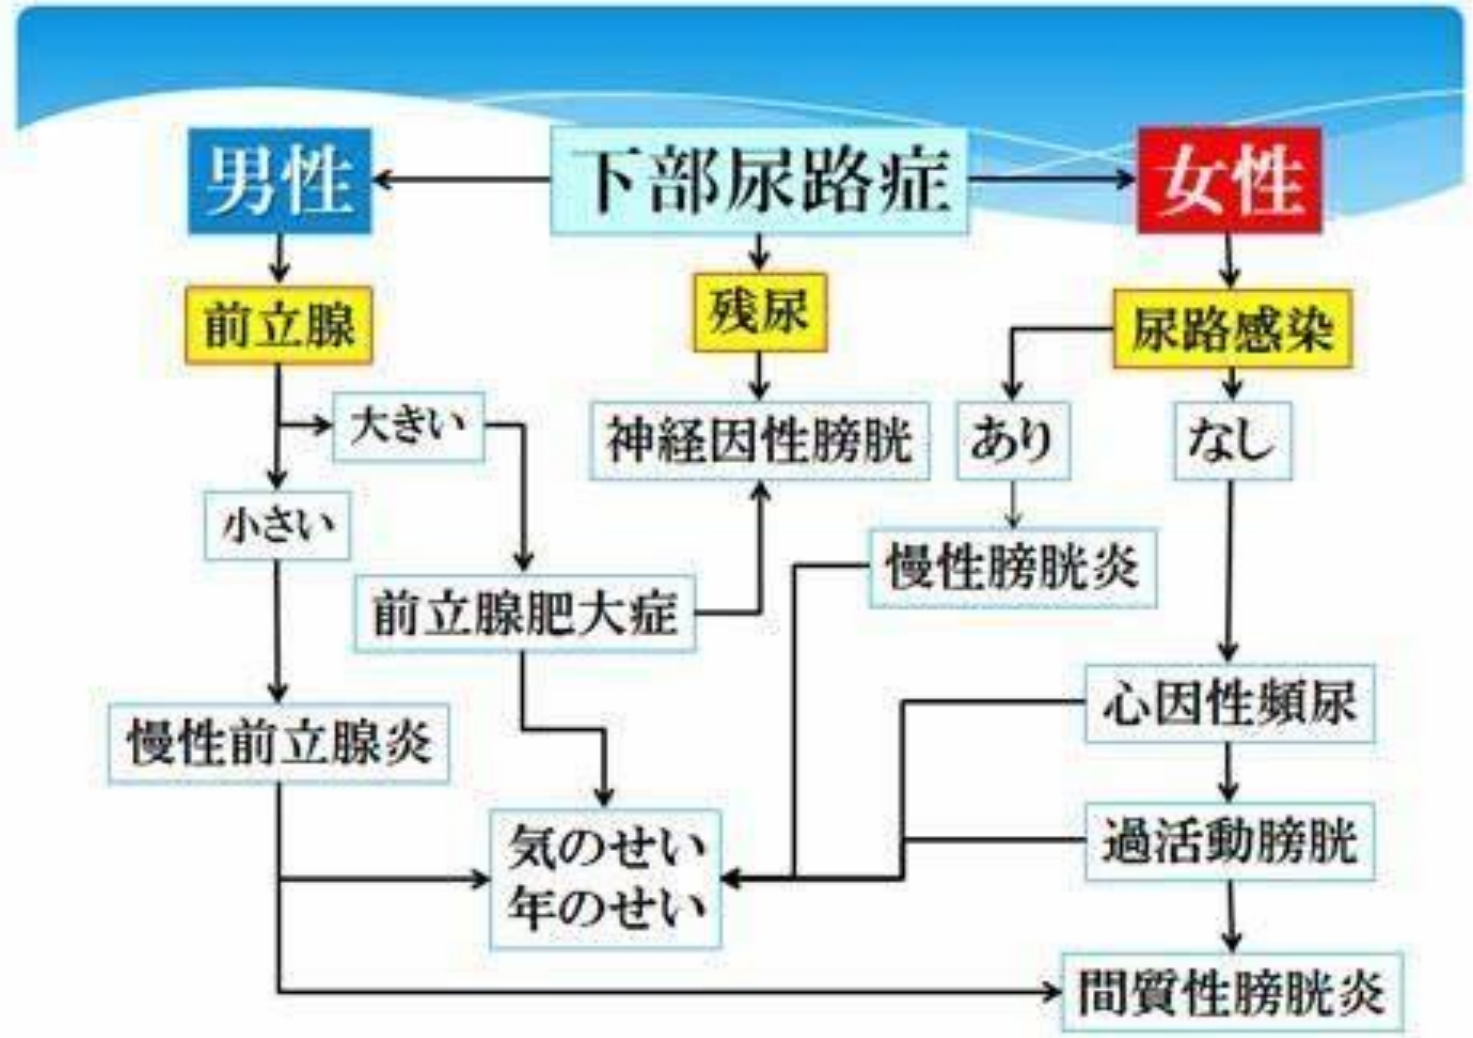 男性
下部尿路症
女性
前立腺
残尿
尿路感染
大きい
神経因性膀胱
あり
なし
小さい
慢性膀胱炎
前立腺肥大症
心因性頻尿
慢性前立腺炎
気のせい
年のせい
過活動膀胱
間質性膀胱炎